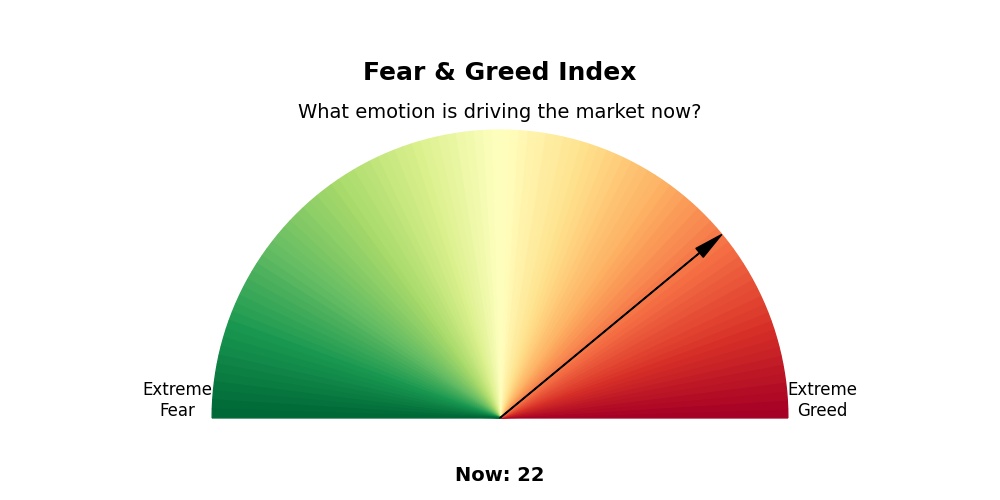 Fear & Greed Index
What emotion is driving the market now?
Extreme
Fear
Extreme
Greed
Now: 22